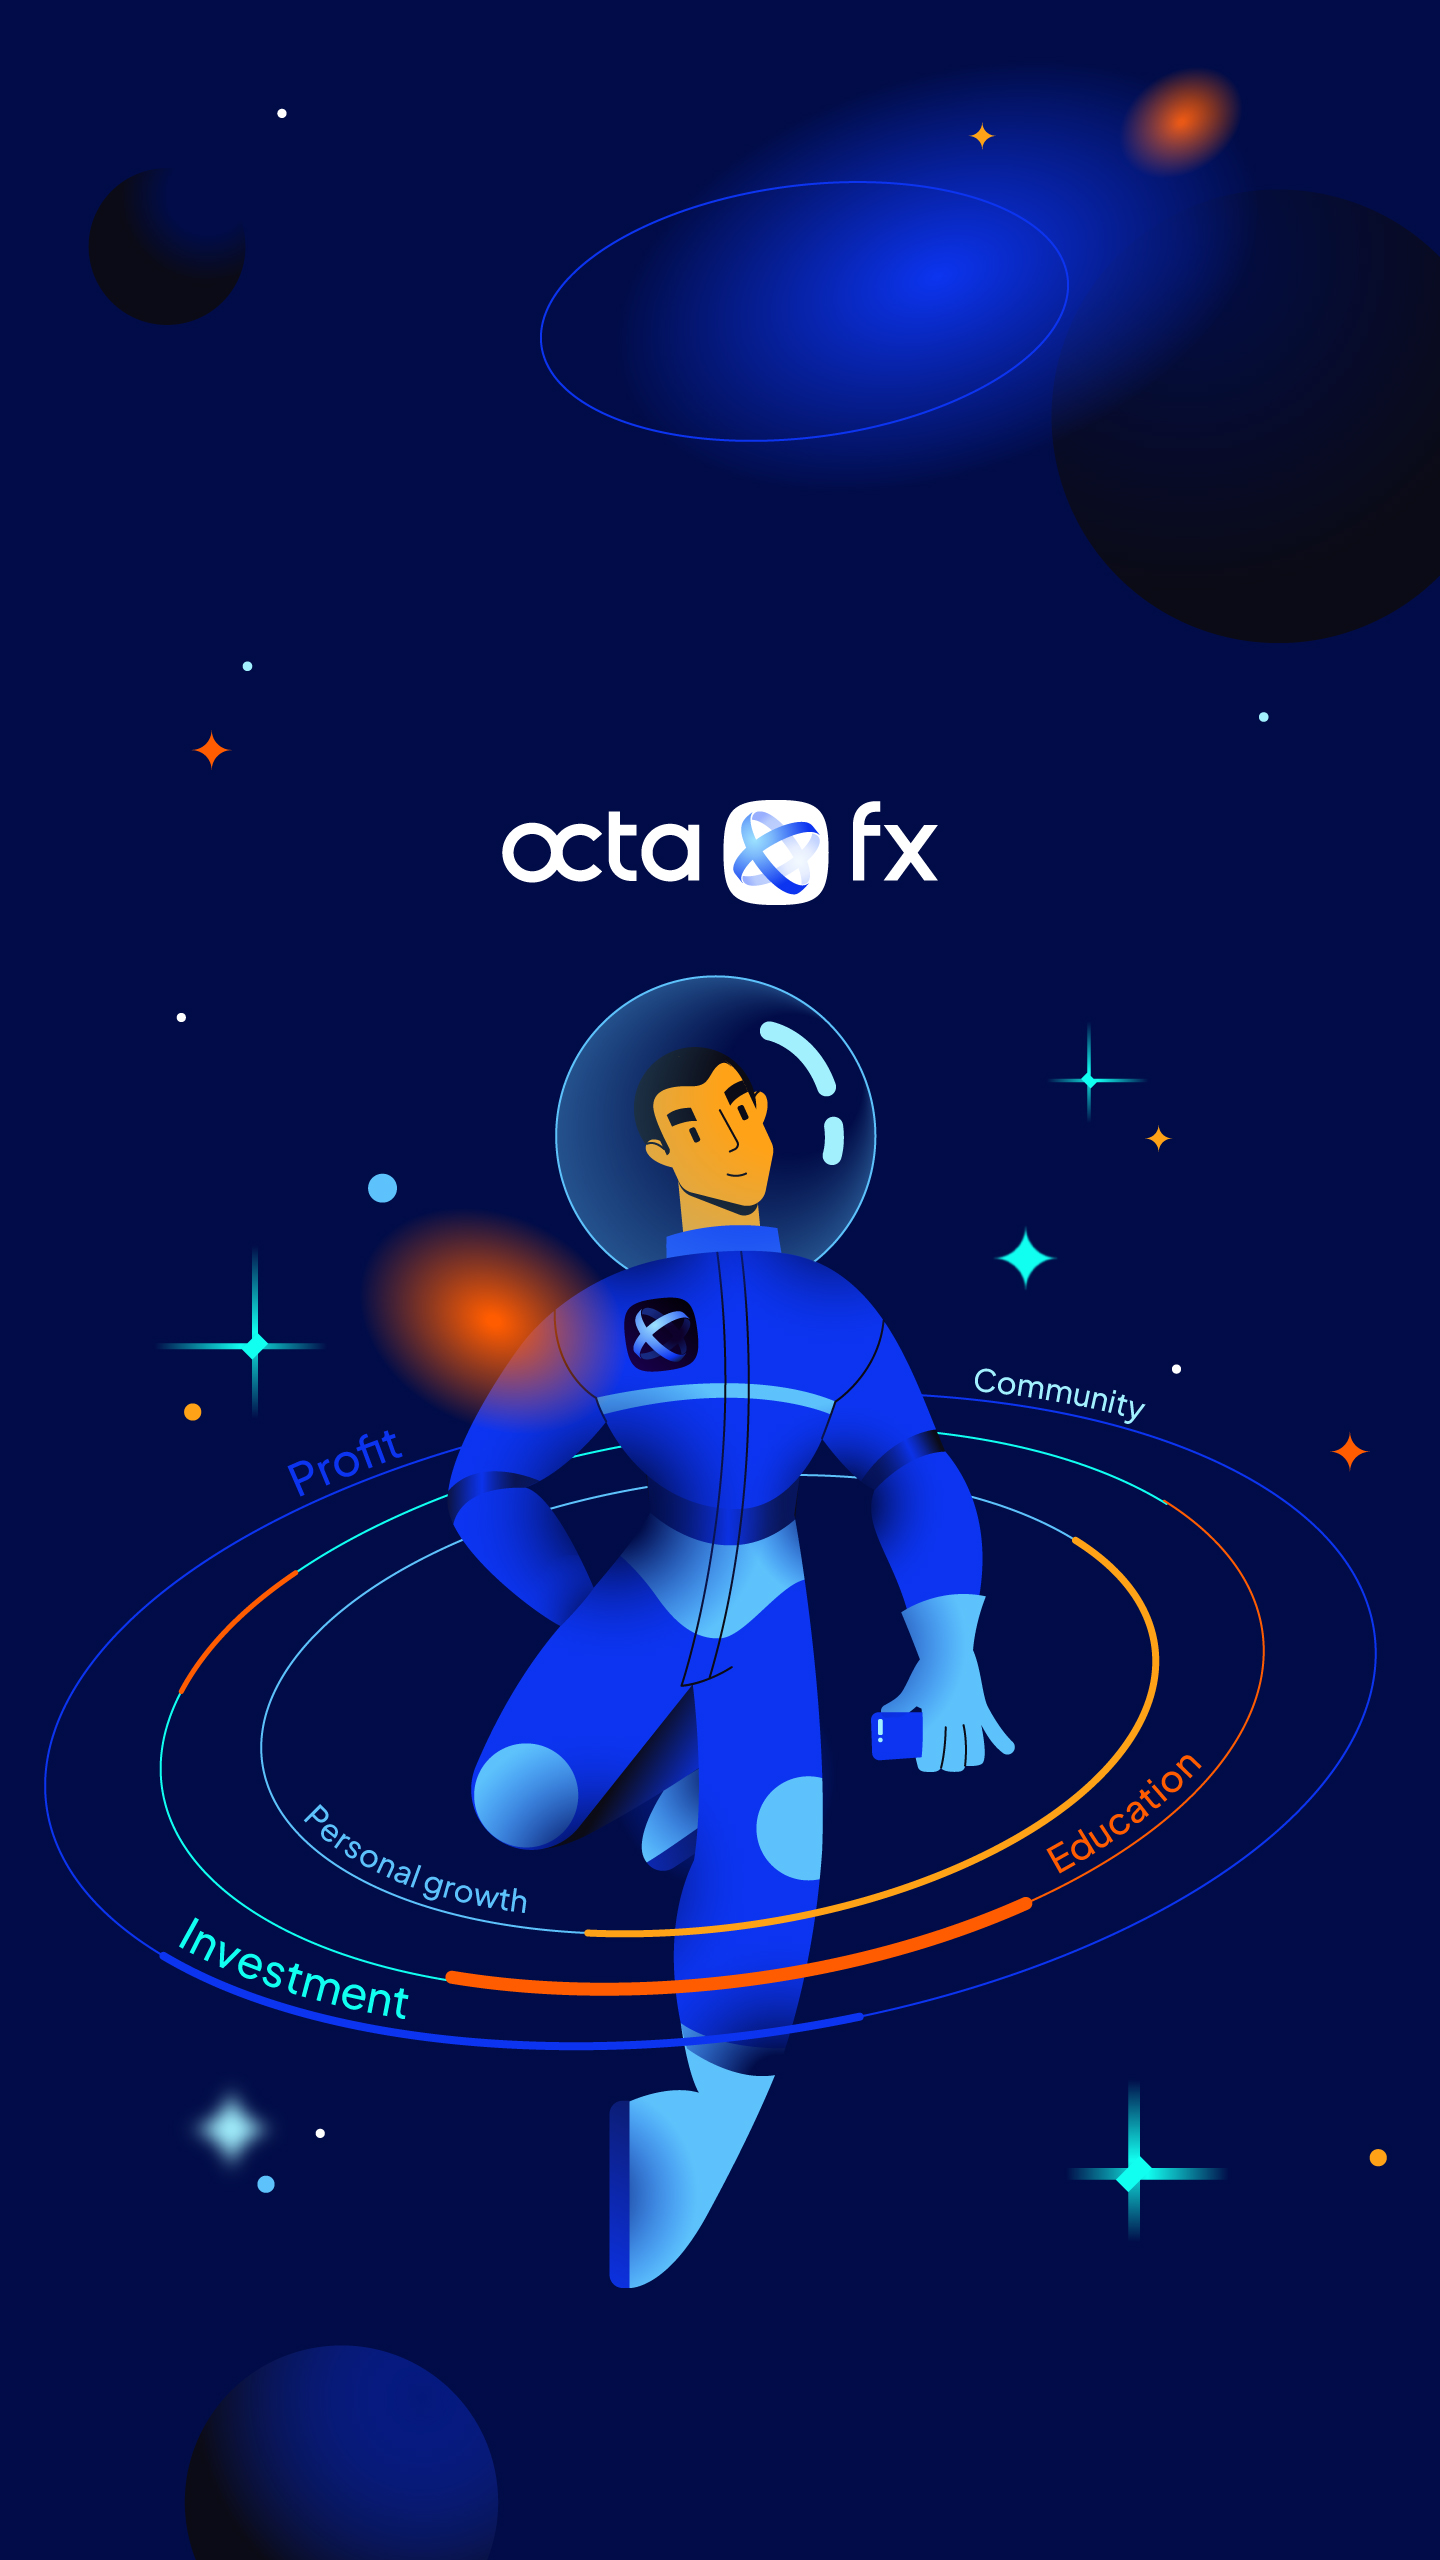 octa fx
Community
Profit
Education
Personal growth
Investment